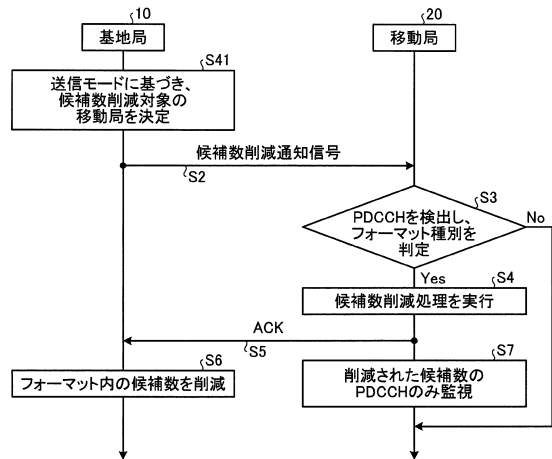 10
基地局
20
移動局
S41
送信モードに基づき、
候補数削減対象の
移動局を決定
候補数削減通知信号
S2
S3
PDCCHを検出し、
フォーマット種別を
判定
No
Yes
S4
候補数削減処理を実行
ACK
S5
S6
フォーマット内の候補数を削減
S7
削減された候補数の
PDCCHのみ監視